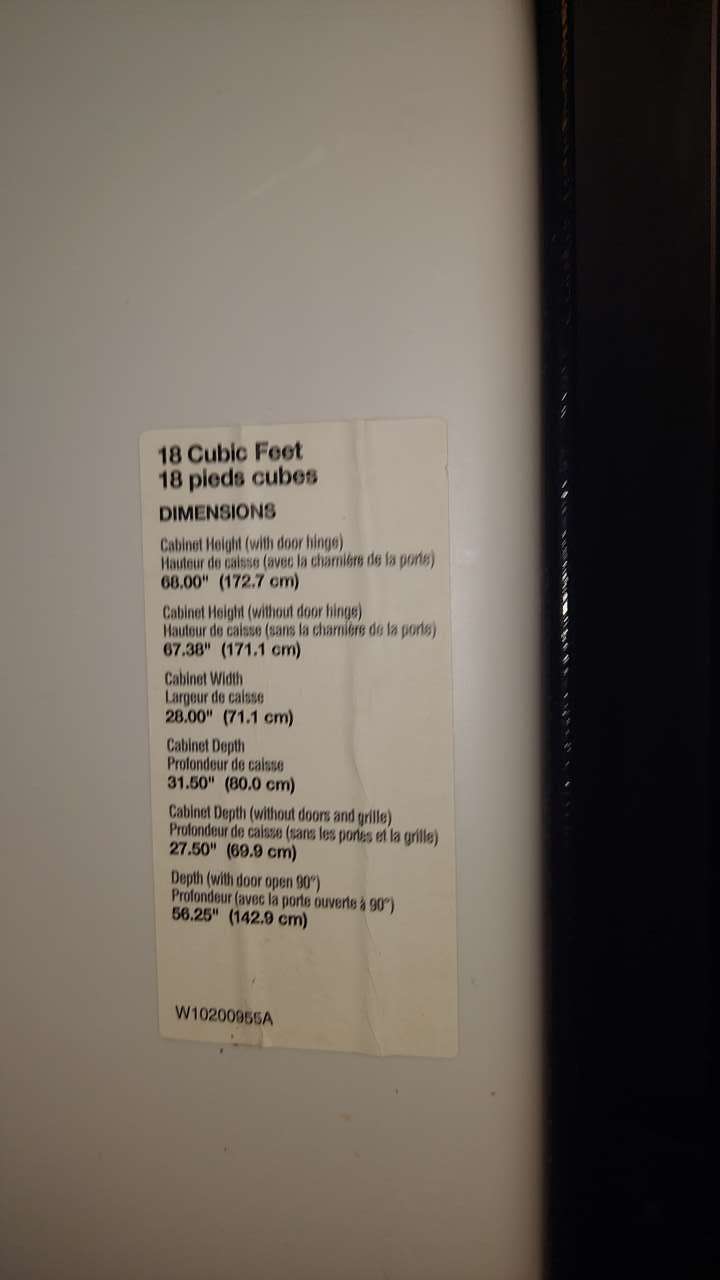 18 Cubic Feet
18 pieds cubes
DIMENSIONS
Cabinet Height (with door hinge)
Hauteur de caisse (avec la charnière de la porte)
68.00" (172.7 cm)
Cabinet Height (without door hinge)
Hauteur de caisse (sans la charnière de la porte)
67.38" (171.1 cm)
Cabinet Width
Largeur de caisse
28.00" (71.1 cm)
Cabinet Depth
Profondeur de caisse
31.50" (80.0 cm)
Cabinet Depth (without doors and grille)
Profondeur de caisse (sans les portes et la grille)
27.50" (69.9 cm)
Depth (with door open 90°)
Profondeur (avec la porte ouverte à 90°)
56.25" (142.9 cm)
W10200955A